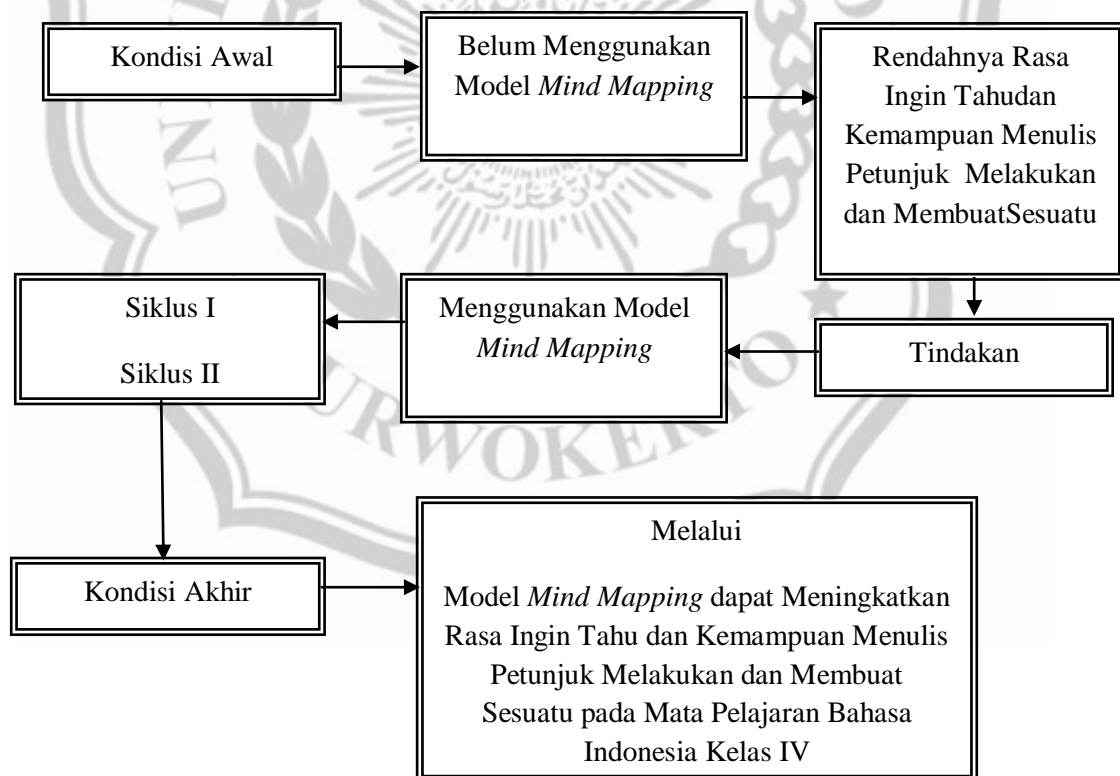 Kondisi Awal
Belum Menggunakan
Model Mind Mapping
Rendahnya Rasa
Ingin Tahudan
Kemampuan Menulis
Petunjuk Melakukan
dan MembuatSesuatu
Tindakan
Menggunakan Model
Mind Mapping
Siklus I
Siklus II
Kondisi Akhir
Melalui
Model Mind Mapping dapat Meningkatkan
Rasa Ingin Tahu dan Kemampuan Menulis
Petunjuk Melakukan dan Membuat
Sesuatu pada Mata Pelajaran Bahasa
Indonesia Kelas IV
URWOKERTO